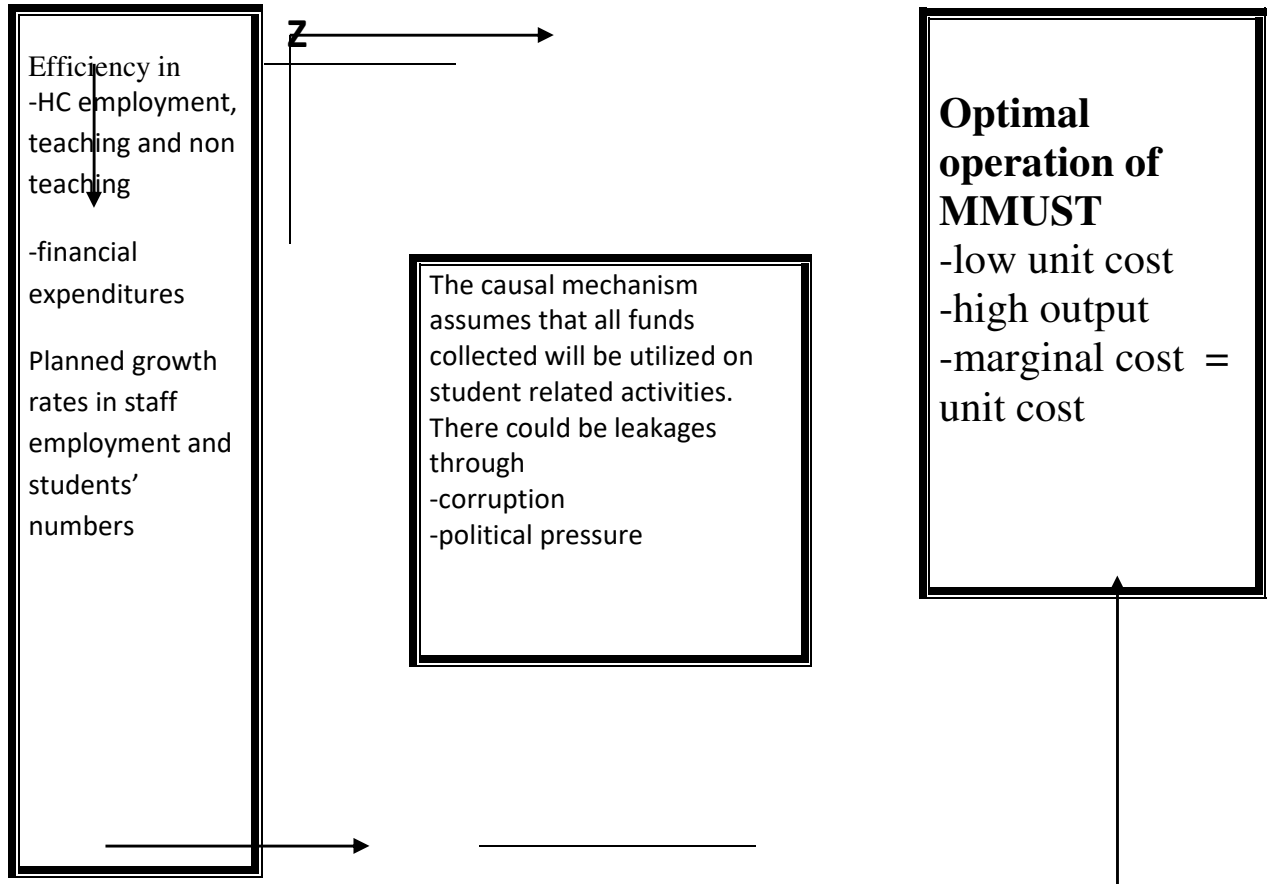 Efficiency in
-HC employment,
teaching and non
teaching
-financial
expenditures
Planned growth
rates in staff
employment and
students’
numbers
Z
The causal mechanism
assumes that all funds
collected will be utilized on
student related activities.
There could be leakages
through
-corruption
-political pressure
Optimal
operation of
MMUST
-low unit cost
-high output
-marginal cost =
unit cost